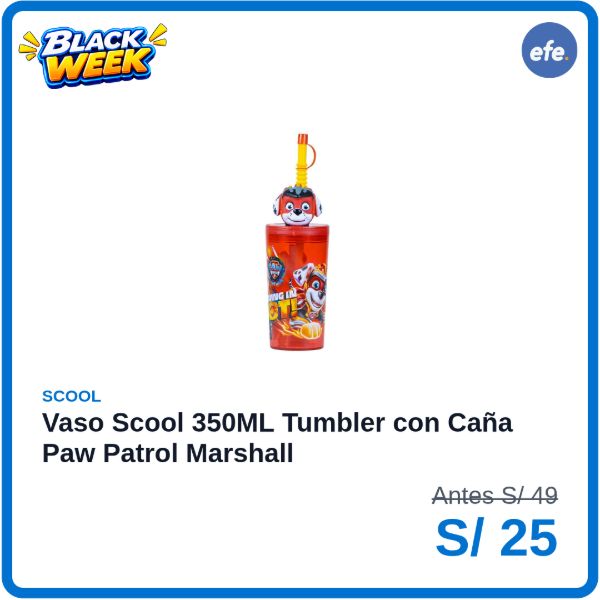 BLACK
WEEK
efe.
SCOOL
Vaso Scool 350ML Tumbler con Caña
Paw Patrol Marshall
Antes S/ 49
S/ 25